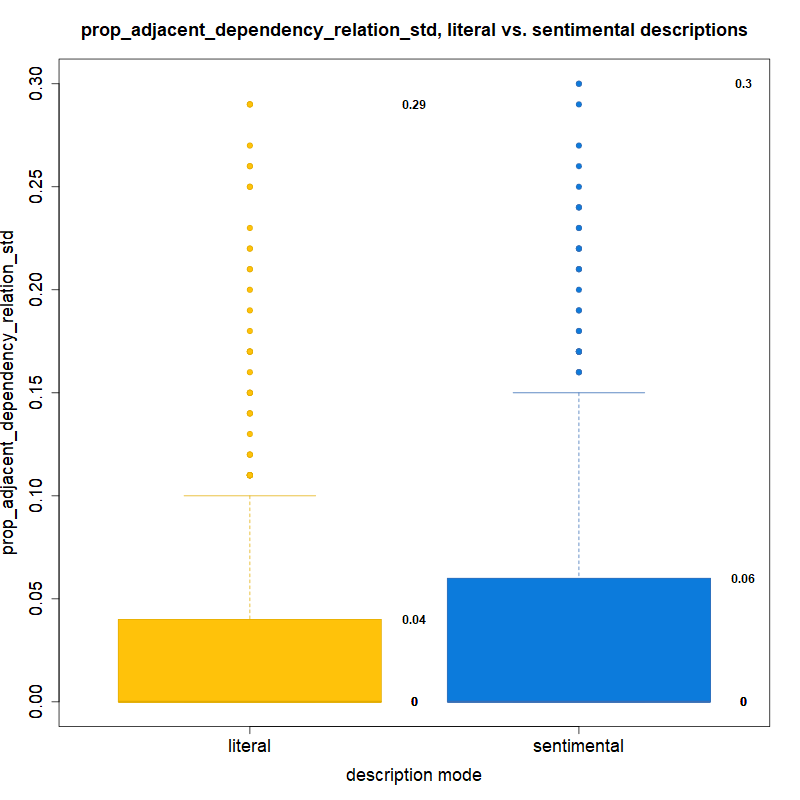 prop_adjacent_dependency_relation_std, literal vs. sentimental descriptions
prop_adjacent_dependency_relation_std
0.30
0.25
0.20
0.15
0.10
0.05
0.00
0.29
0.04
0
0.3
0.06
0
literal
sentimental
description mode